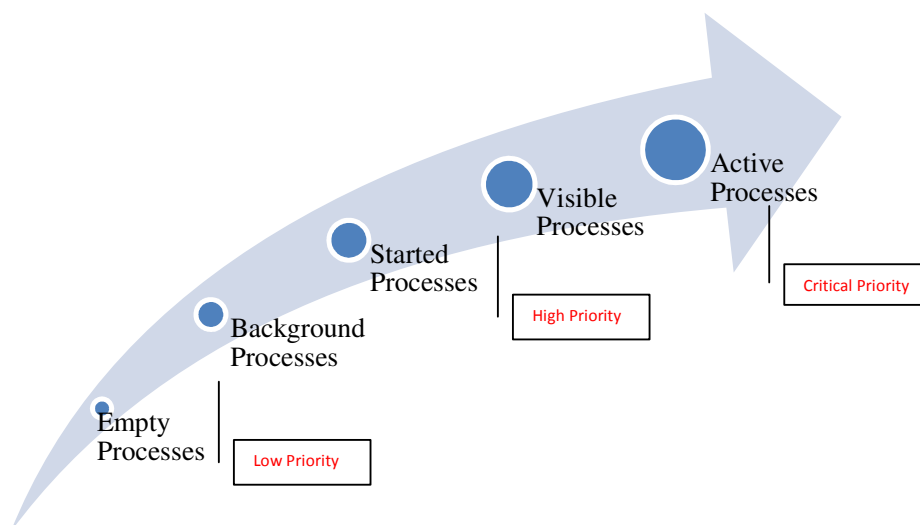 Active
Processes
Visible
Processes
Started
Processes
Critical Priority
High Priority
Background
Processes
Empty
Processes
Low Priority